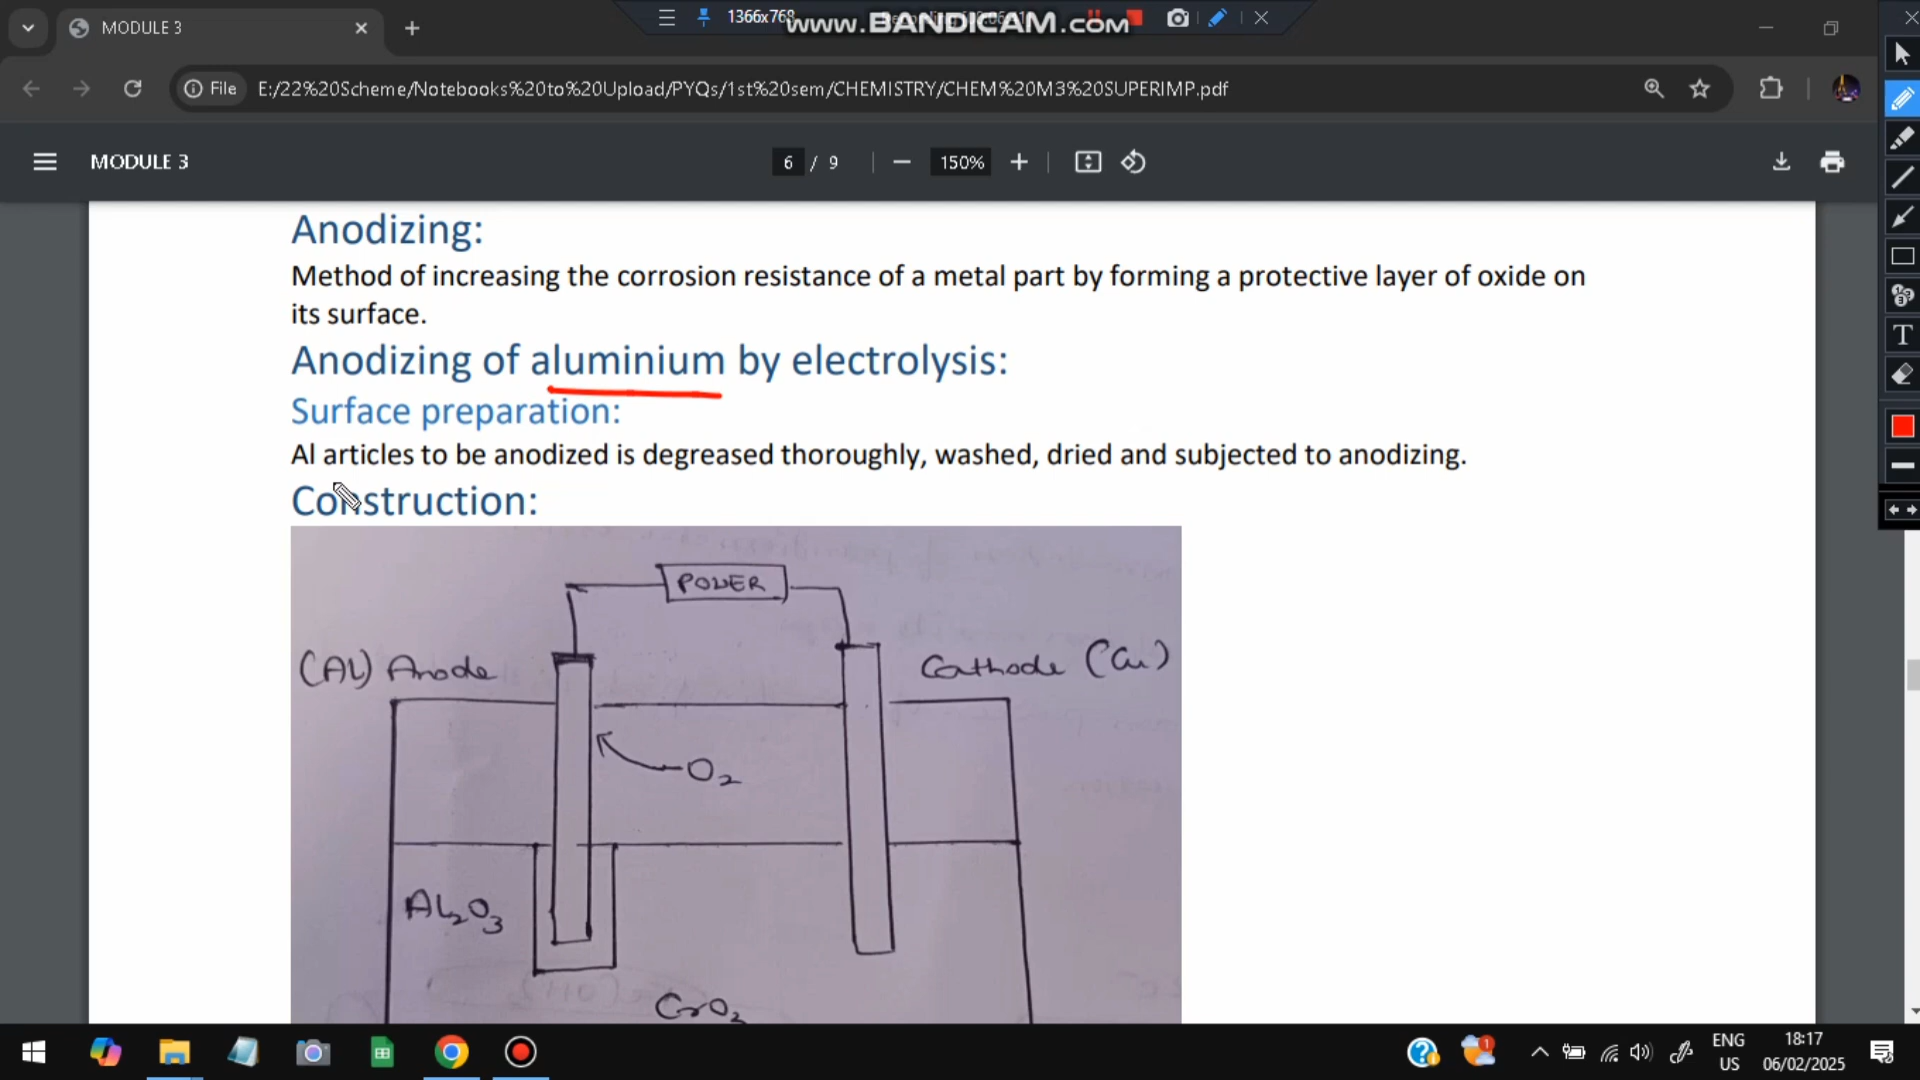 MODULE 3
1366x768
www.BANDICAM.com
File
E:/22%20Scheme/Notebooks%20to%20Upload/PYQs/1st%20sem/CHEMISTRY/CHEM%20M3%20SUPERIMP.pdf
MODULE 3
6 / 9
150%
Anodizing:
Method of increasing the corrosion resistance of a metal part by forming a protective layer of oxide on
its surface.
Anodizing of aluminium by electrolysis:
Surface preparation:
Al articles to be anodized is degreased thoroughly, washed, dried and subjected to anodizing.
Construction:
POWER
(Al) Anode
Cathode (Cu)
O2
Al2O3
T
ENG
US
18:17
06/02/2025